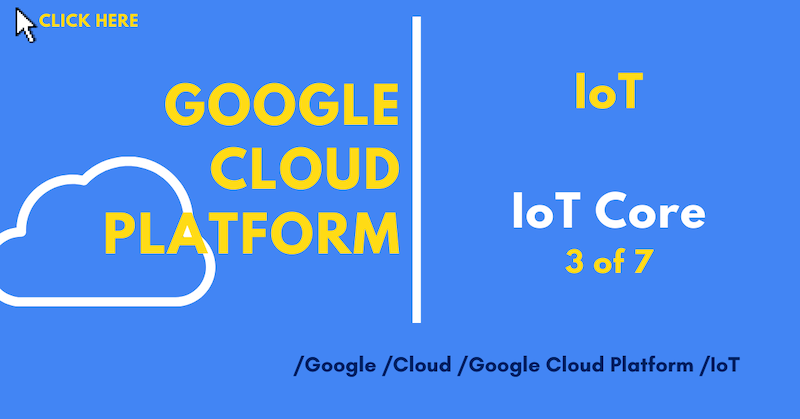 CLICK HERE
GOOGLE
CLOUD
PLATFORM
IoT
IoT Core
3 of 7
/Google /Cloud /Google Cloud Platform /IoT